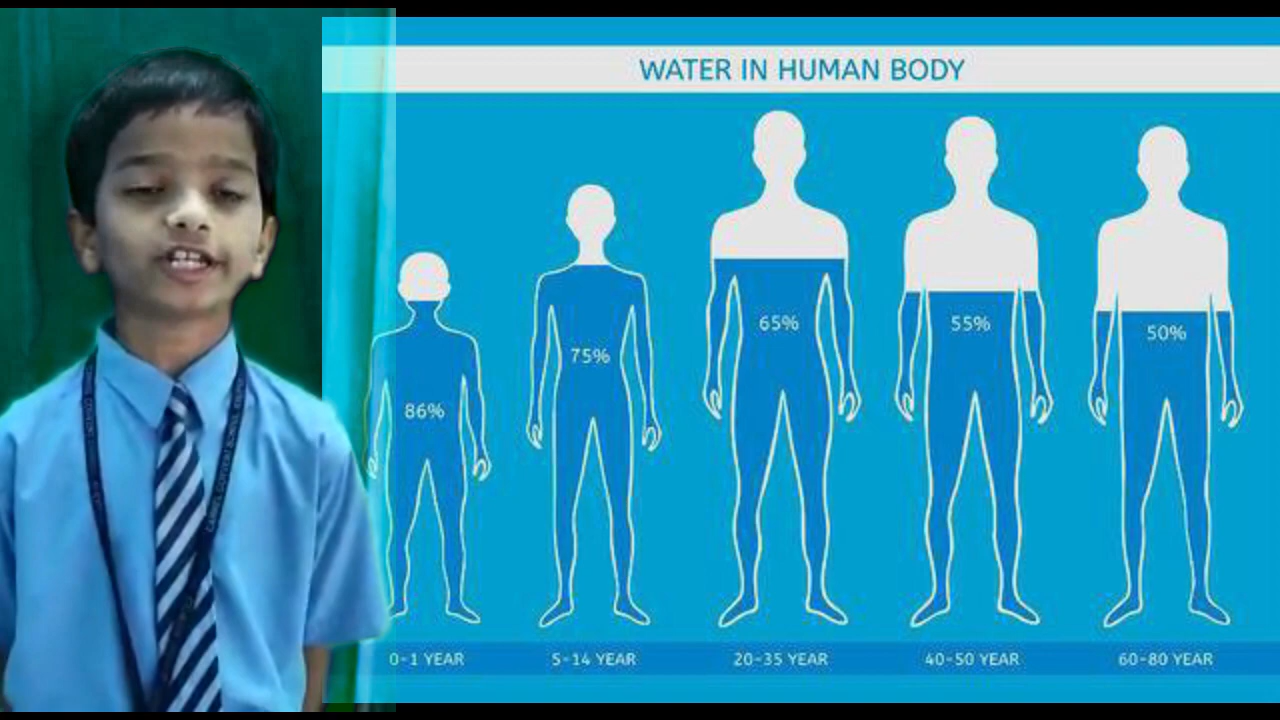 WATER IN HUMAN BODY
86%
75%
65%
55%
50%
0-1 YEAR
5-14 YEAR
20-35 YEAR
40-50 YEAR
60-80 YEAR